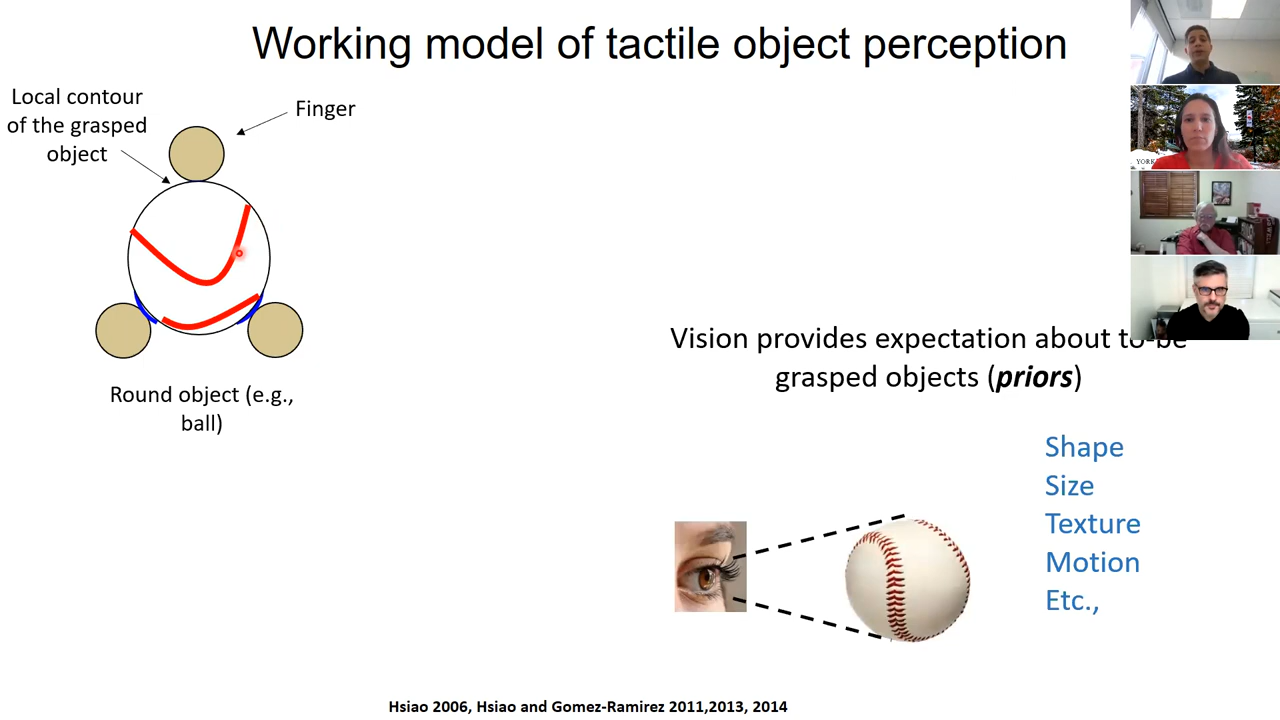 Working model of tactile object perception
Local contour
of the grasped
object
Finger
Round object (e.g.,
ball)
Vision provides expectation about to-be
grasped objects (priors)
Shape
Size
Texture
Motion
Etc.,
Hsiao 2006, Hsiao and Gomez-Ramirez 2011,2013, 2014
YORK